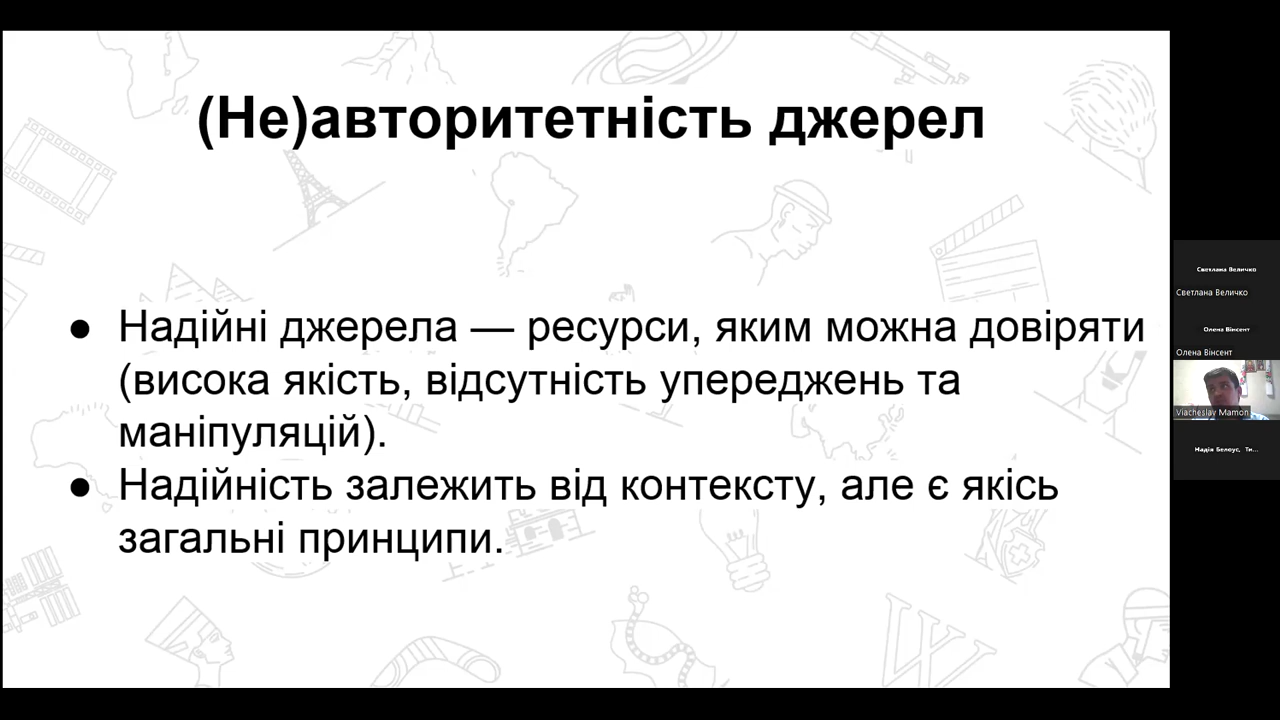 (Не)авторитетність джерел
● Надійні джерела — ресурси, яким можна довіряти
(висока якість, відсутність упереджень та
маніпуляцій).
● Надійність залежить від контексту, але є якісь
загальні принципи.
Светлана Величко
Светлана Величко
Олена Вінсент
Олена Вінсент
Viacheslav Mamon
Надія Белоус, Ти...